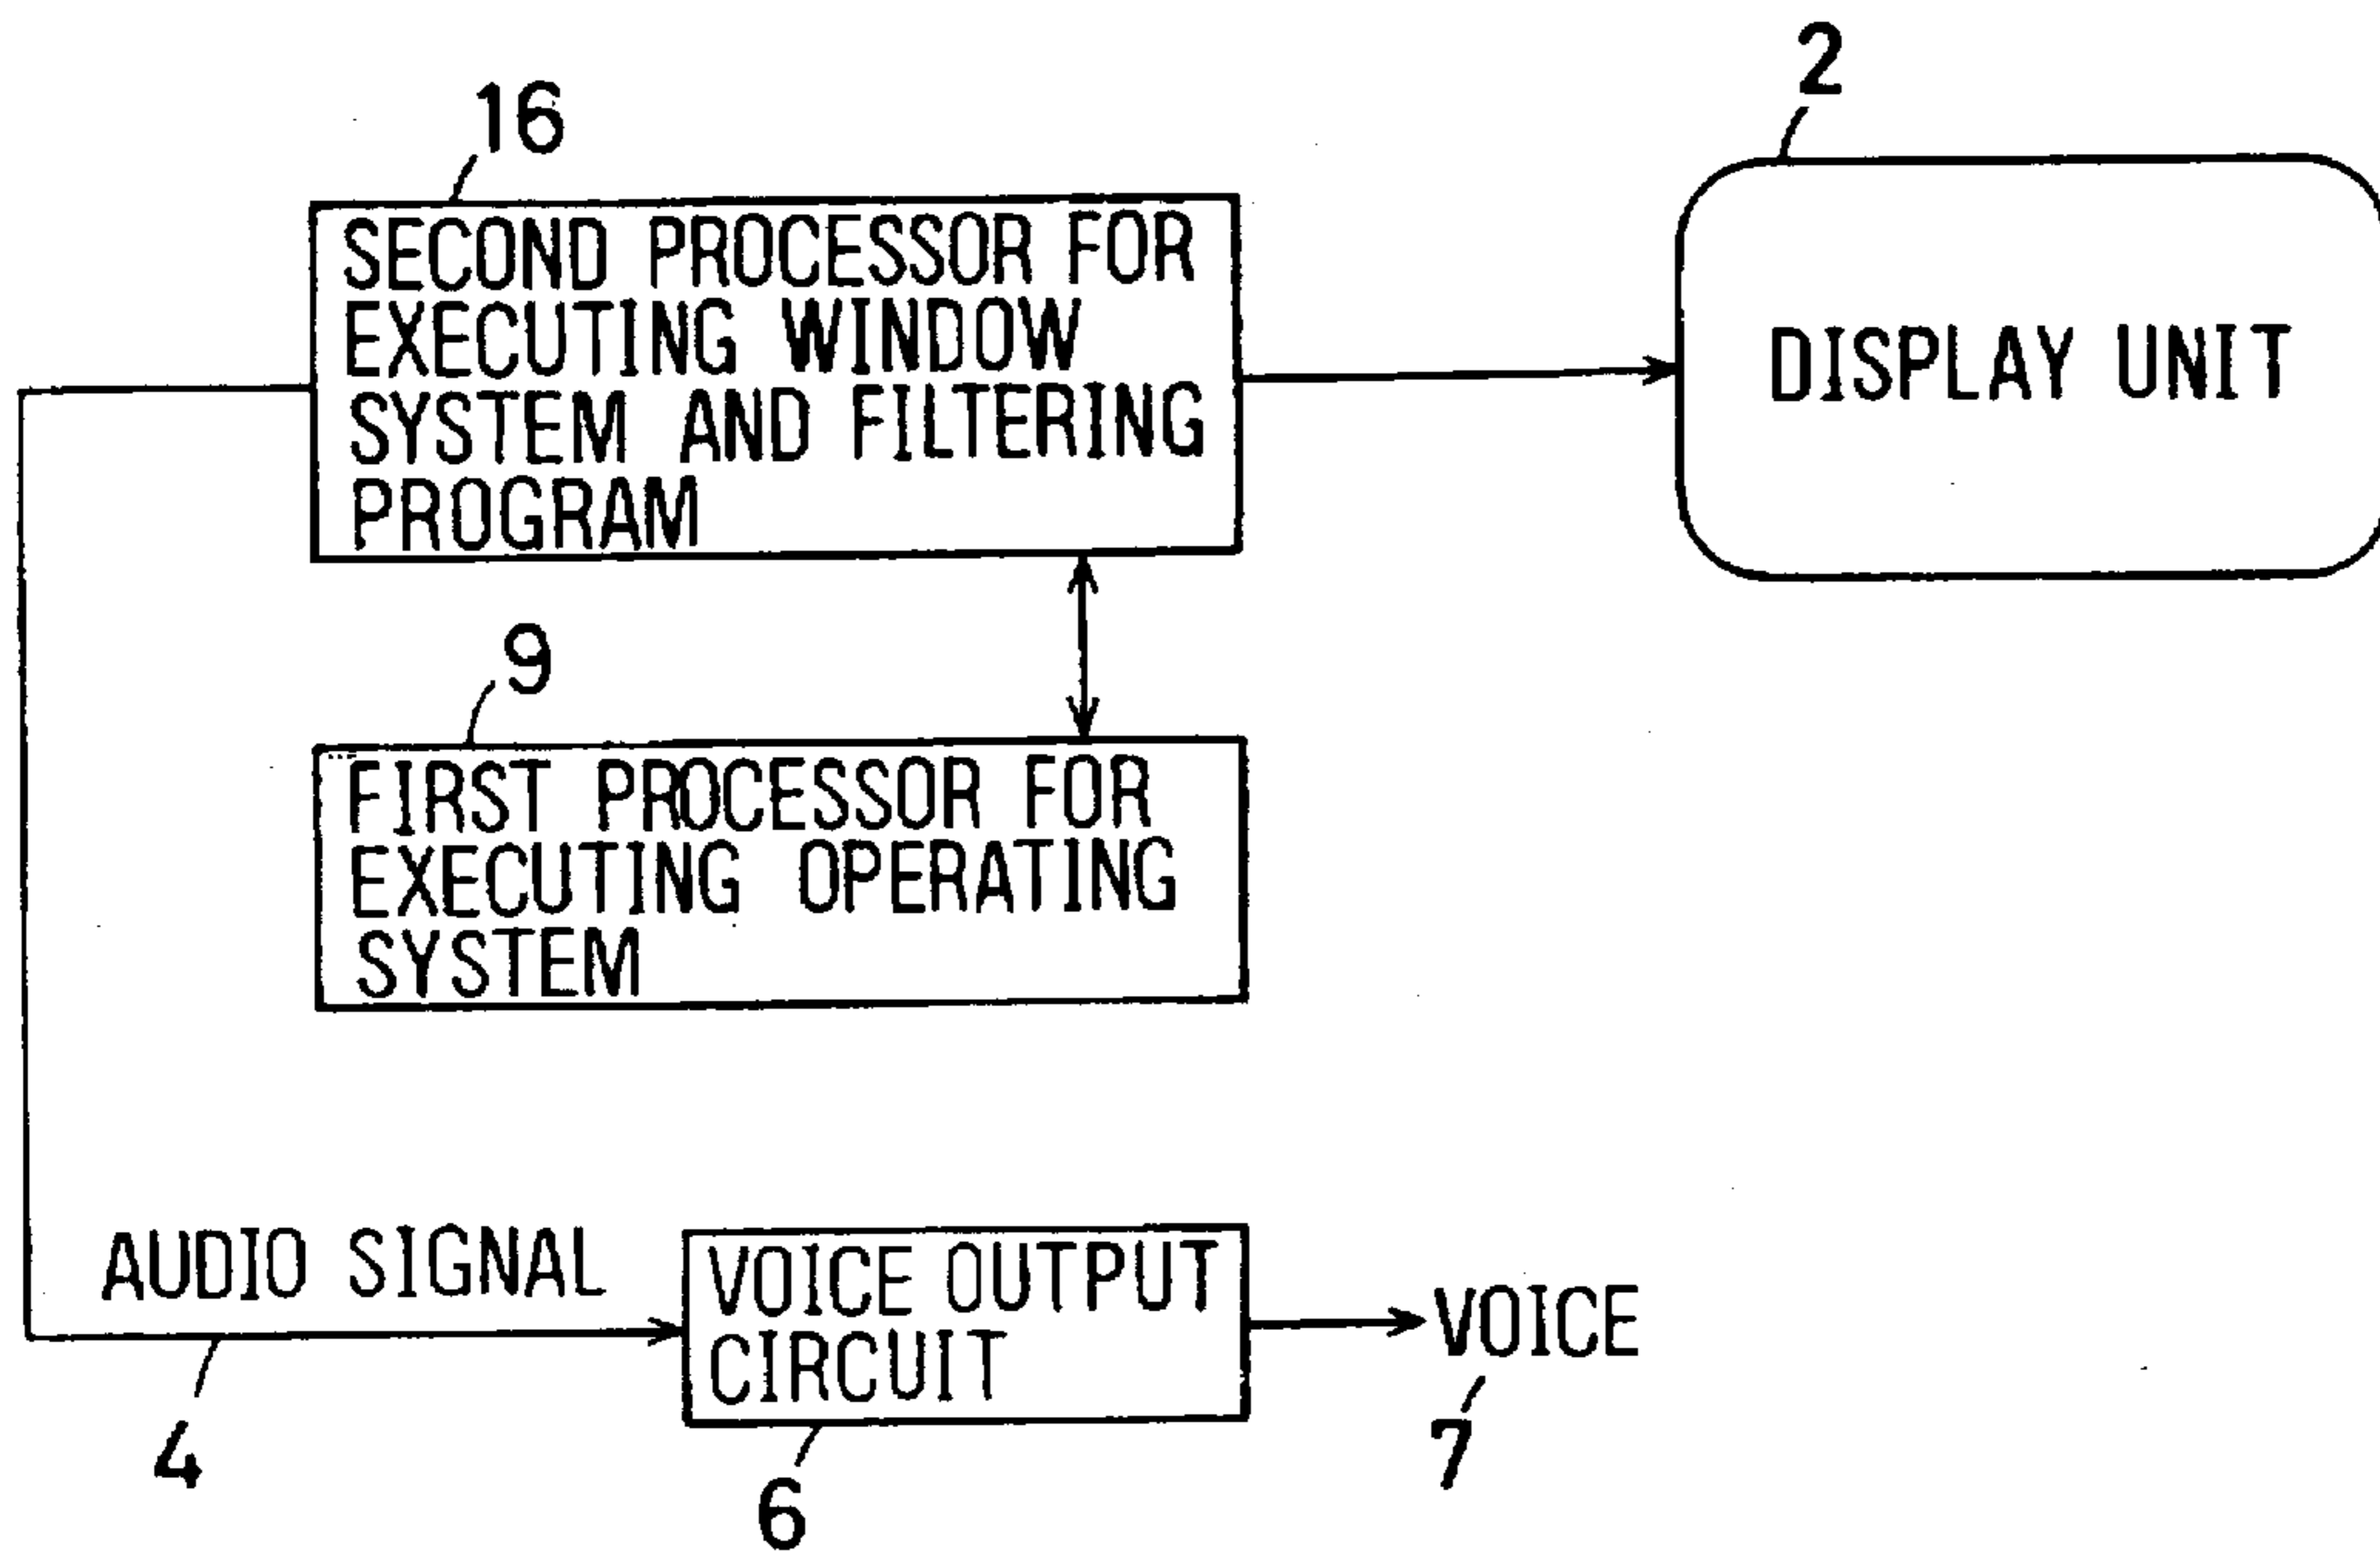 2
16
SECOND PROCESSOR FOR
EXECUTING WINDOW
SYSTEM AND FILTERING
PROGRAM
DISPLAY UNIT
9
FIRST PROCESSOR FOR
EXECUTING OPERATING
SYSTEM
AUDIO SIGNAL
4
VOICE OUTPUT
CIRCUIT
6
VOICE
7